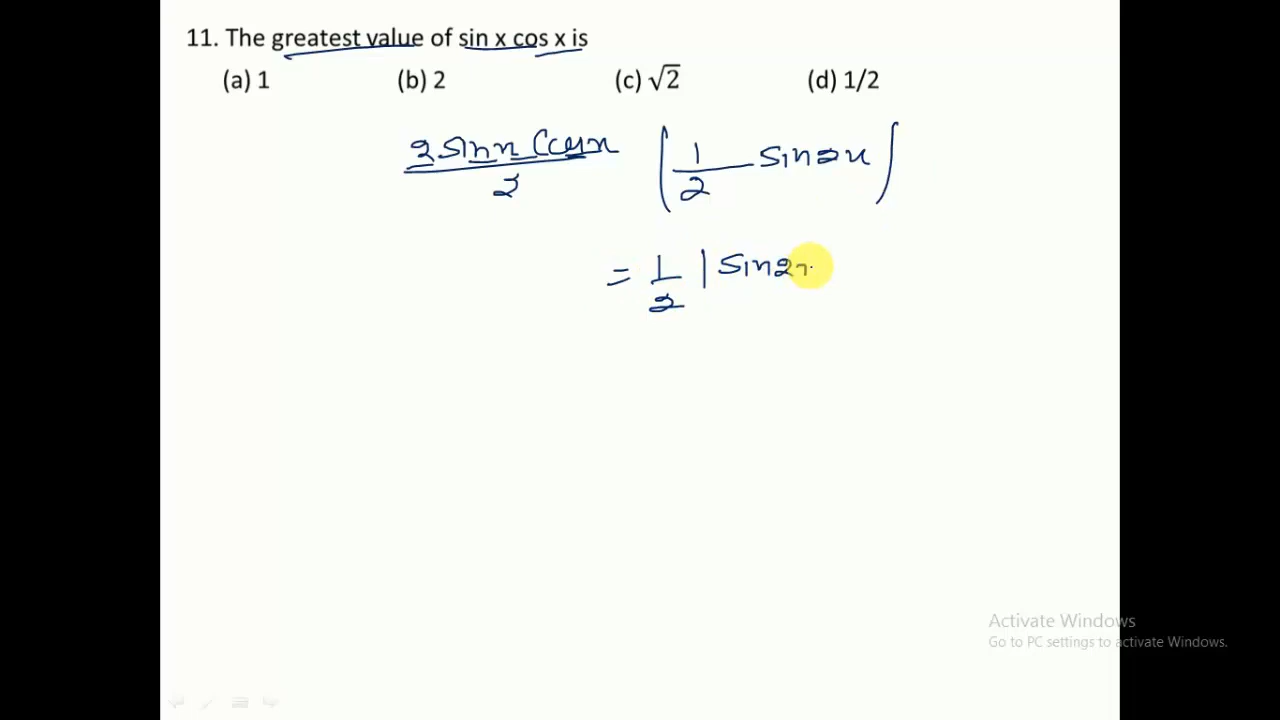 11. The greatest value of sin x cos x is
(a) 1 (b) 2 (c) √2 (d) 1/2
2 sin x cos x / 2 (1/2 sin 2x)
= 1/2 | sin 2
Activate Windows
Go to PC settings to activate Windows.